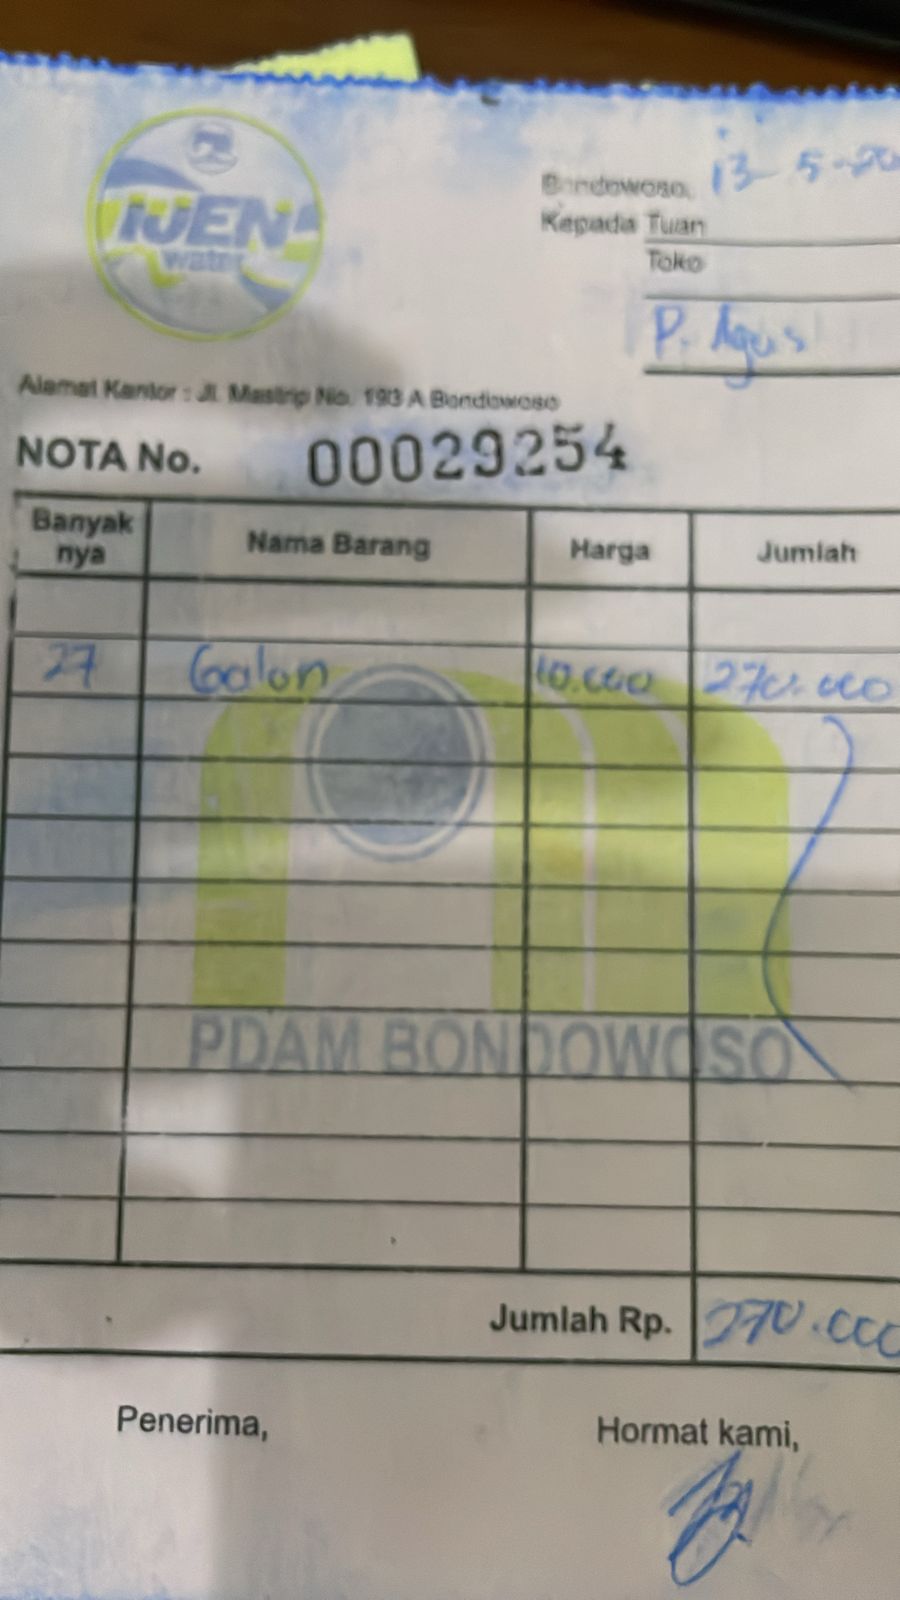 IJEN
water
Bondowoso, 13-5-20
Kepada Tuan
Toko
P. Agus
Alamat Kantor : Jl. Mastrip No. 193 A Bondowoso
NOTA No. 00029254
Banyak nya Nama Barang Harga Jumlah
27 Galon 10.000 270.000
PDAM BONDOWOSO
Jumlah Rp. 270.000
Penerima, Hormat kami,